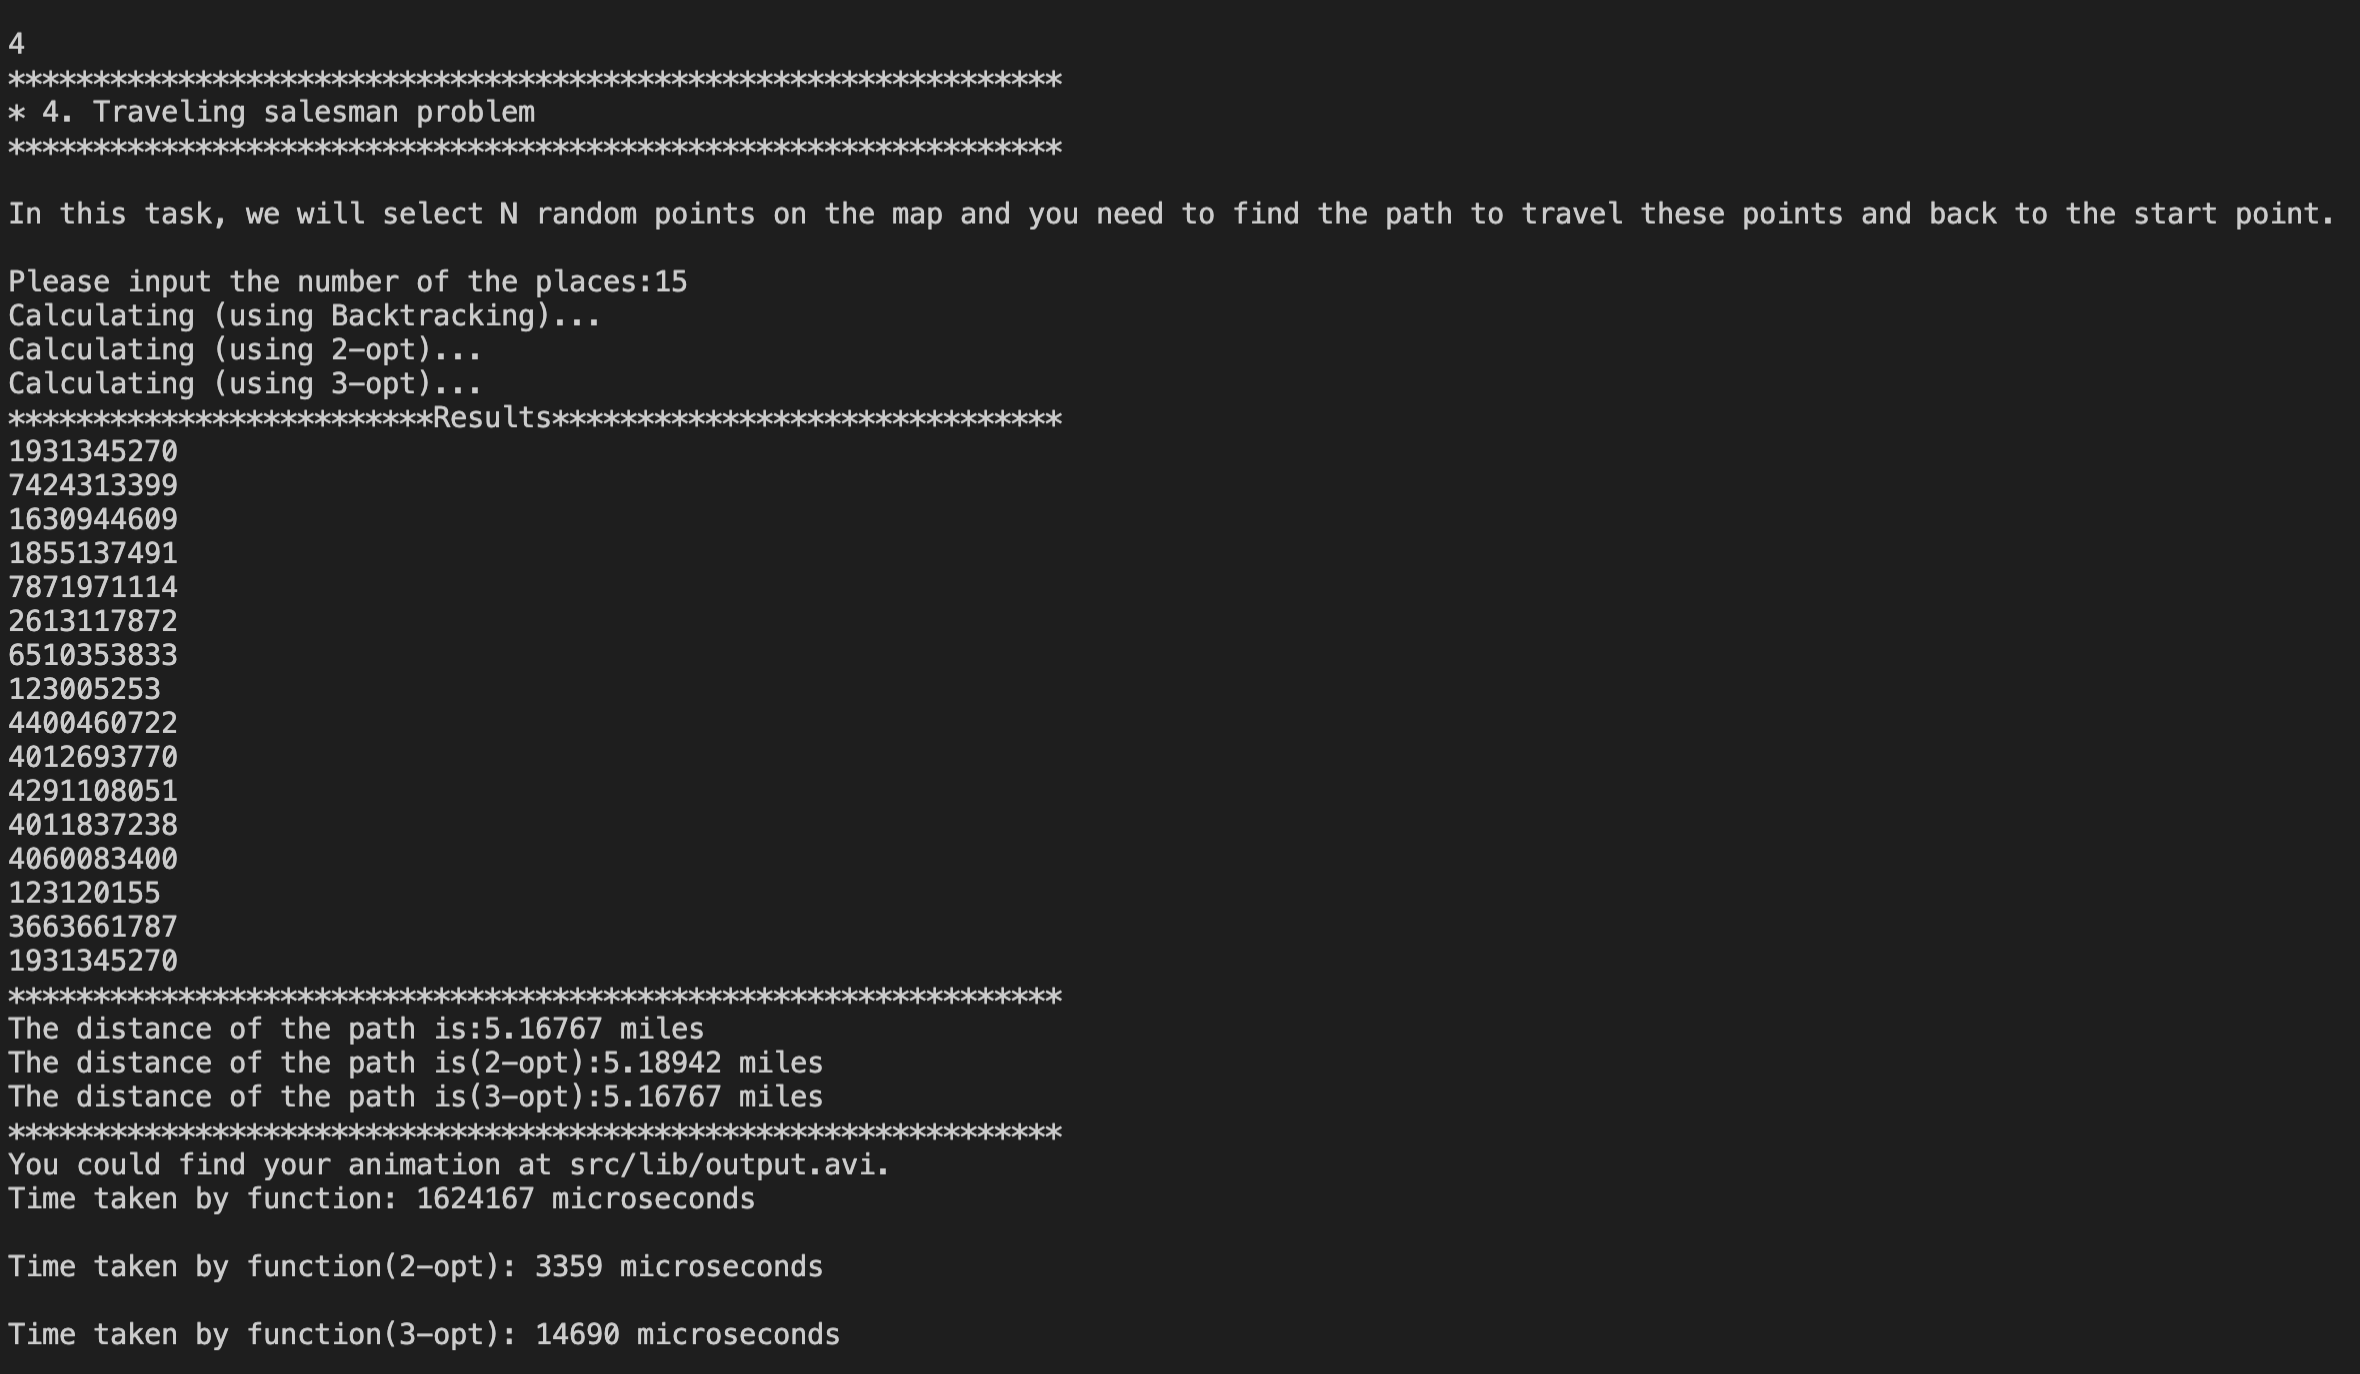 4
**************************************************************
* 4. Traveling salesman problem
**************************************************************
In this task, we will select N random points on the map and you need to find the path to travel these points and back to the start point.
Please input the number of the places:15
Calculating (using Backtracking)...
Calculating (using 2-opt)...
Calculating (using 3-opt)...
*************************Results******************************
1931345270
7424313399
1630944609
1855137491
7871971114
2613117872
6510353833
123005253
4400460722
4012693770
4291108051
4011837238
4060083400
123120155
3663661787
1931345270
**************************************************************
The distance of the path is:5.16767 miles
The distance of the path is(2-opt):5.18942 miles
The distance of the path is(3-opt):5.16767 miles
**************************************************************
You could find your animation at src/lib/output.avi.
Time taken by function: 1624167 microseconds
Time taken by function(2-opt): 3359 microseconds
Time taken by function(3-opt): 14690 microseconds